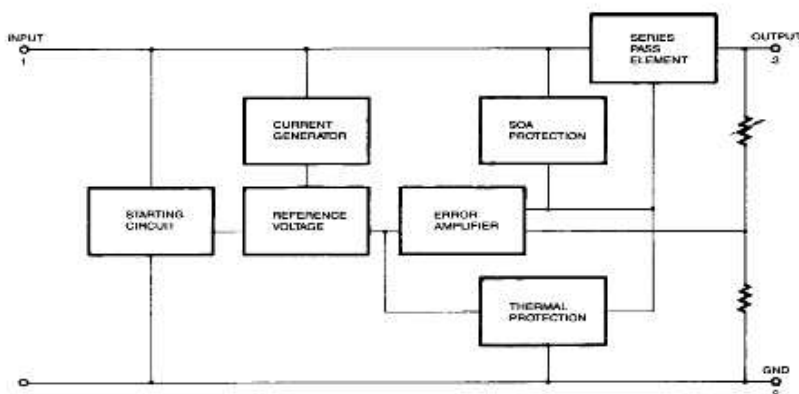 SERIES
PASS
ELEMENT
INPUT
1
OUTPUT
3
CURRENT
GENERATOR
SOA
PROTECTION
STARTING
CIRCUIT
REFERENCE
VOLTAGE
ERROR
AMPLIFIER
THERMAL
PROTECTION
GND